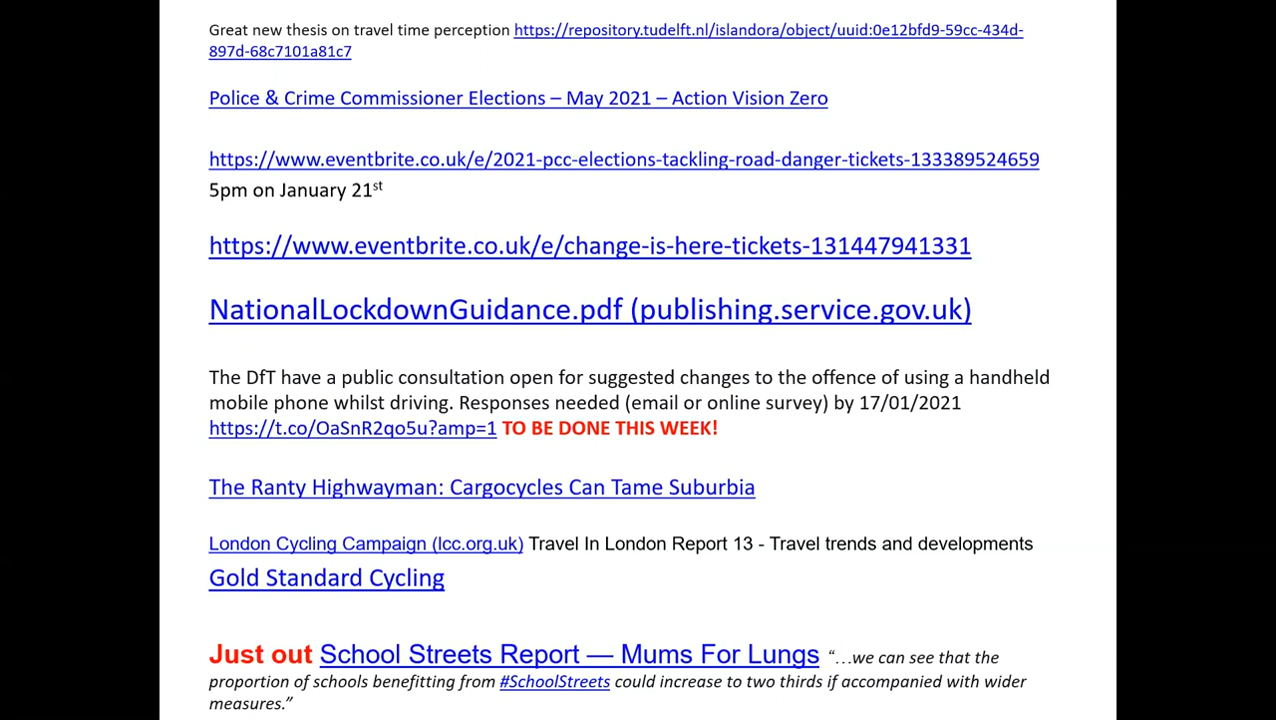 Great new thesis on travel time perception https://repository.tudelft.nl/islandora/object/uuid:0e12bfd9-59cc-434d-
897d-68c7101a81c7
Police & Crime Commissioner Elections – May 2021 – Action Vision Zero
https://www.eventbrite.co.uk/e/2021-pcc-elections-tackling-road-danger-tickets-133389524659
5pm on January 21st
https://www.eventbrite.co.uk/e/change-is-here-tickets-131447941331
NationalLockdownGuidance.pdf (publishing.service.gov.uk)
The DfT have a public consultation open for suggested changes to the offence of using a handheld
mobile phone whilst driving. Responses needed (email or online survey) by 17/01/2021
https://t.co/OaSnR2qo5u?amp=1 TO BE DONE THIS WEEK!
The Ranty Highwayman: Cargocycles Can Tame Suburbia
London Cycling Campaign (lcc.org.uk) Travel In London Report 13 - Travel trends and developments
Gold Standard Cycling
Just out School Streets Report — Mums For Lungs “…we can see that the
proportion of schools benefitting from #SchoolStreets could increase to two thirds if accompanied with wider
measures.”